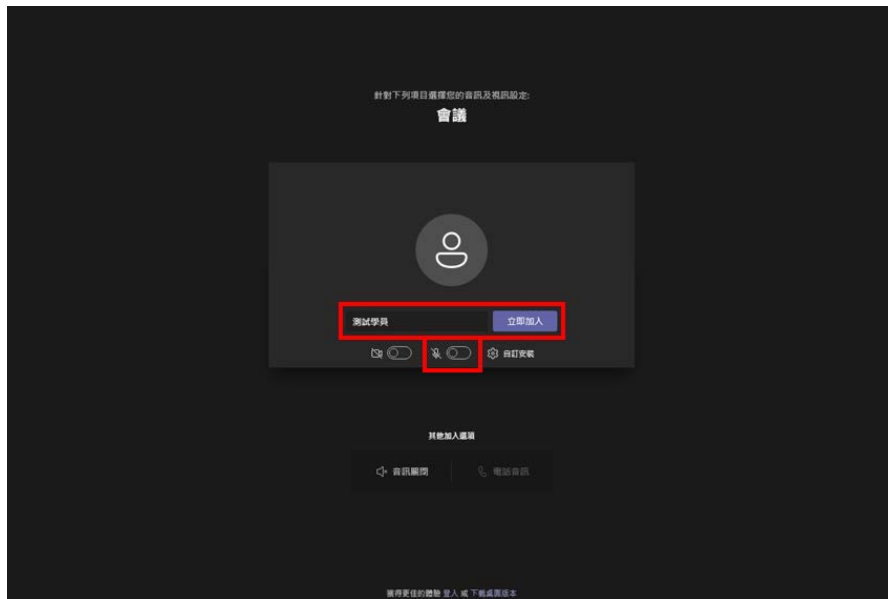 針對下列項目選擇您的音訊及視訊設定:
會議
測試學員 立即加入
自訂安裝
其他加入選項
音訊關閉 電話音訊
獲得更佳的體驗 登入 或 下載桌面版本